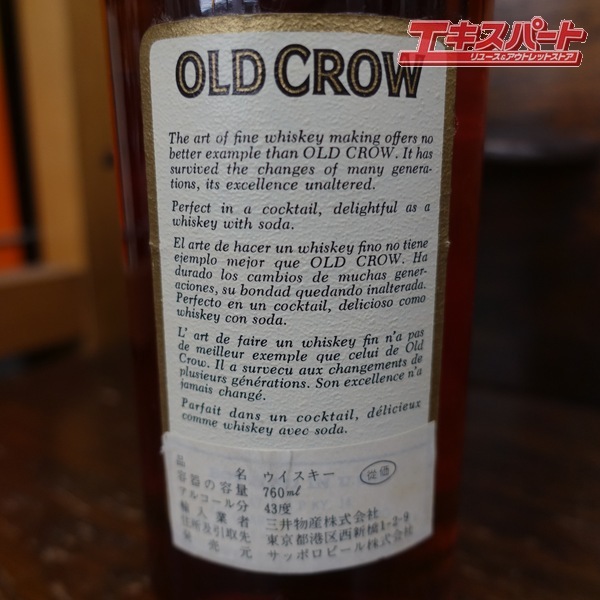 エキスパート
リユース&アウトレットストア
OLD CROW
The art of fine whiskey making offers no
better example than OLD CROW. It has
survived the changes of many genera-
tions, its excellence unaltered.
Perfect in a cocktail, delightful as a
whiskey with soda.
El arte de hacer un whiskey fino no tiene
ejemplo mejor que OLD CROW. Ha
durado los cambios de muchas gener-
aciones, su bondad quedando inalterada.
Perfecto en un cocktail, delicioso como
whiskey con soda.
L' art de faire un whiskey fin n'a pas
de meilleur exemple que celui de Old
Crow. Il a survecu aux changements de
plusieurs générations. Son excellence n'a
jamais changé.
Parfait dans un cocktail, délicieux
comme whiskey avec soda.
品名 ウイスキー 従価
容器の容量 760ml
アルコール分 43度
輸入業者 三井物産株式会社
住所及引取先 東京都港区西新橋1-2-9
発売元 サッポロビール株式会社